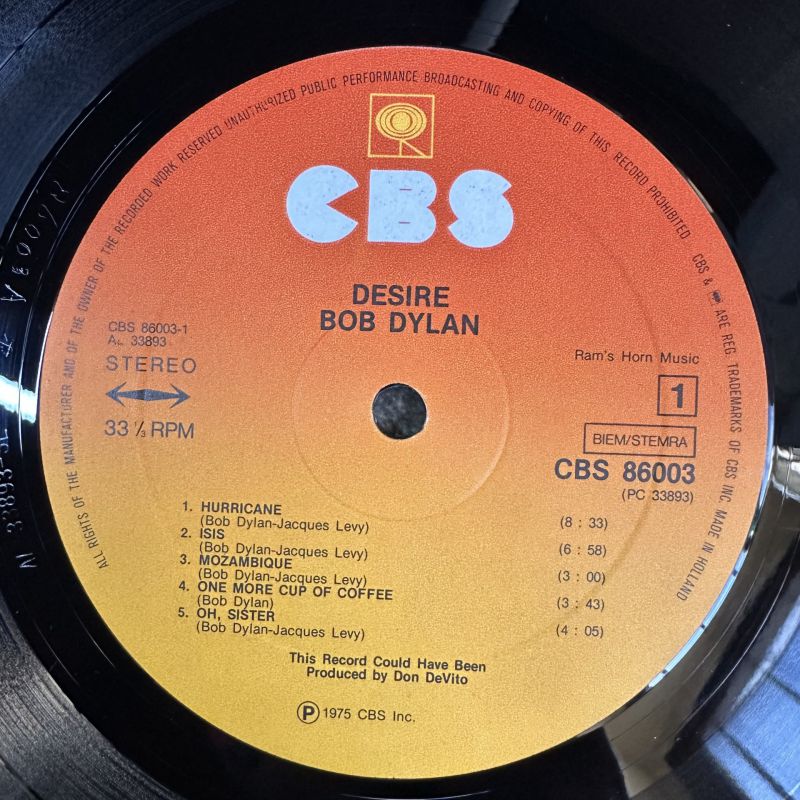 ALL RIGHTS OF THE MANUFACTURER AND OF THE OWNER OF THE RECORDED WORK RESERVED UNAUTHORIZED PUBLIC PERFORMANCE BROADCASTING AND COPYING OF THIS RECORD PROHIBITED CBS & ARE REG. TRADEMARKS OF CBS INC. MADE IN HOLLAND
CBS
DESIRE
BOB DYLAN
CBS 86003-1
AL 33893
STEREO
33 ⅓ RPM
Ram's Horn Music
1
BIEM/STEMRA
CBS 86003
(PC 33893)
1. HURRICANE
(Bob Dylan-Jacques Levy) (8 : 33)
2. ISIS
(Bob Dylan-Jacques Levy) (6 : 58)
3. MOZAMBIQUE
(Bob Dylan-Jacques Levy) (3 : 00)
4. ONE MORE CUP OF COFFEE
(Bob Dylan) (3 : 43)
5. OH, SISTER
(Bob Dylan-Jacques Levy) (4 : 05)
This Record Could Have Been
Produced by Don DeVito
Ⓟ 1975 CBS Inc.